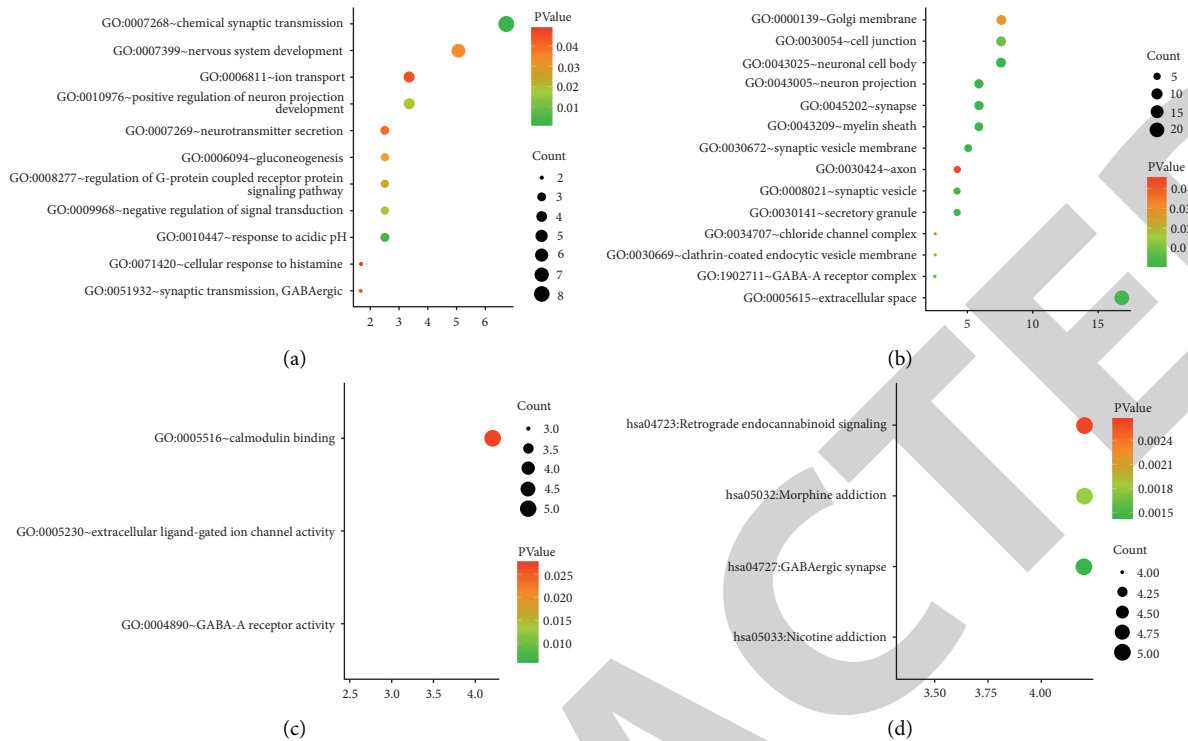 GO:0007268~chemical synaptic transmission
GO:0007399~nervous system development
GO:0006811~ion transport
GO:0010976~positive regulation of neuron projection
development
GO:0007269~neurotransmitter secretion
GO:0006094~gluconeogenesis
GO:0008277~regulation of G-protein coupled receptor protein
signaling pathway
GO:0009968~negative regulation of signal transduction
GO:0010447~response to acidic pH
GO:0071420~cellular response to histamine
GO:0051932~synaptic transmission, GABAergic
2 3 4 5 6
PValue
0.04
0.03
0.02
0.01
Count
2
3
4
5
6
7
8
(a)
GO:0000139~Golgi membrane
GO:0030054~cell junction
GO:0043025~neuronal cell body
GO:0043005~neuron projection
GO:0045202~synapse
GO:0043209~myelin sheath
GO:0030672~synaptic vesicle membrane
GO:0030424~axon
GO:0008021~synaptic vesicle
GO:0030141~secretory granule
GO:0034707~chloride channel complex
GO:0030669~clathrin-coated endocytic vesicle membrane
GO:1902711~GABA-A receptor complex
GO:0005615~extracellular space
5 10 15
Count
5
10
15
20
PValue
0.04
0.03
0.02
0.01
(b)
GO:0005516~calmodulin binding
GO:0005230~extracellular ligand-gated ion channel activity
GO:0004890~GABA-A receptor activity
2.5 3.0 3.5 4.0
Count
3.0
3.5
4.0
4.5
5.0
PValue
0.025
0.020
0.015
0.010
(c)
hsa04723:Retrograde endocannabinoid signaling
hsa05032:Morphine addiction
hsa04727:GABAergic synapse
hsa05033:Nicotine addiction
3.50 3.75 4.00
PValue
0.0024
0.0021
0.0018
0.0015
Count
4.00
4.25
4.50
4.75
5.00
(d)